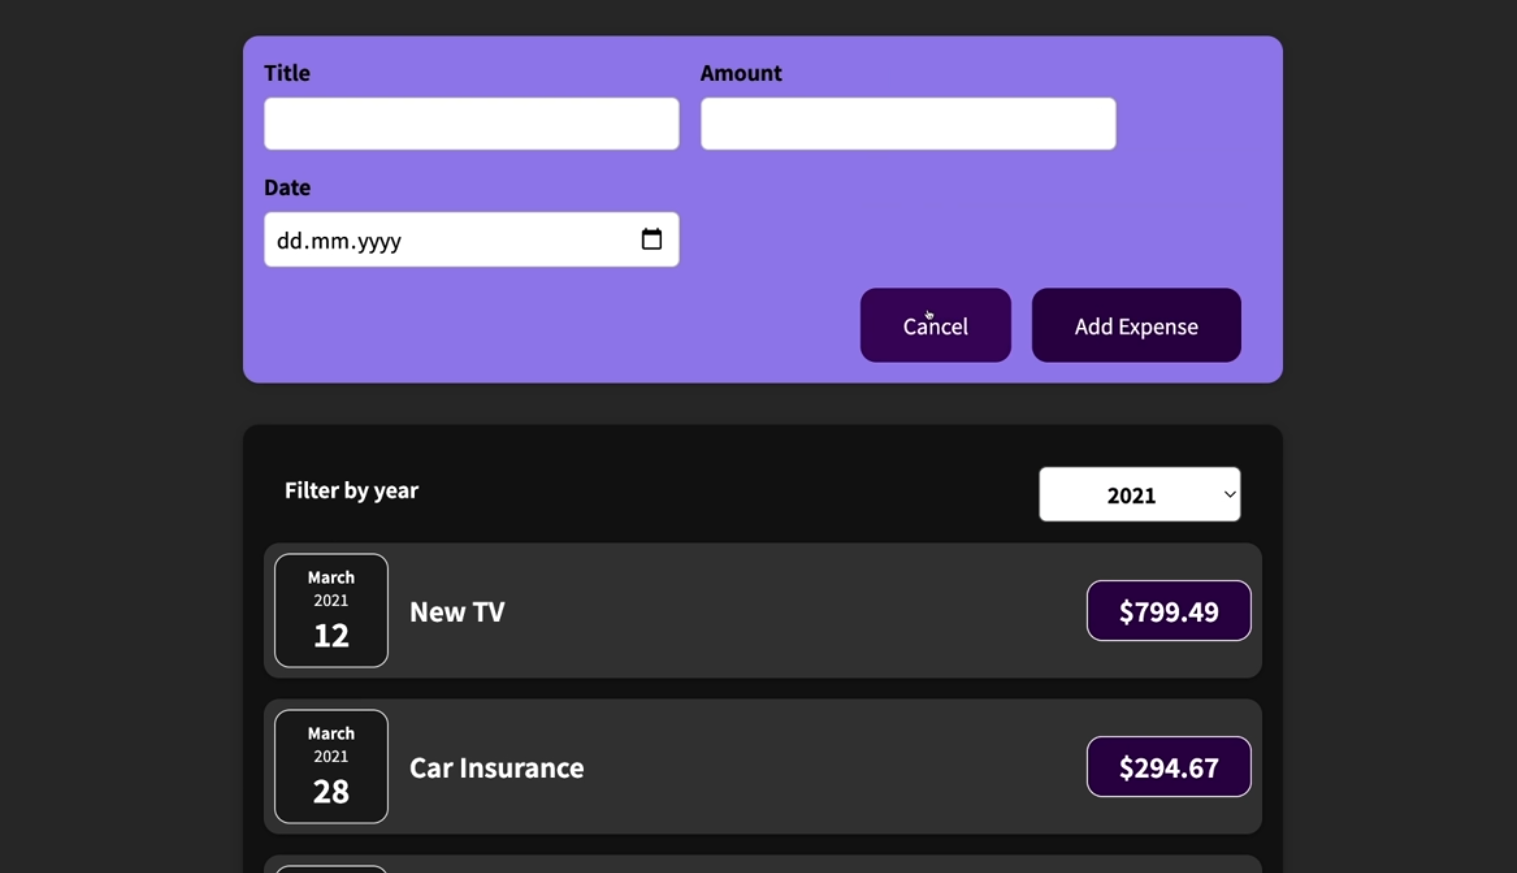 Title
Amount
Date
dd.mm.yyyy
Cancel
Add Expense
Filter by year
2021
March
2021
12
New TV
$799.49
March
2021
28
Car Insurance
$294.67